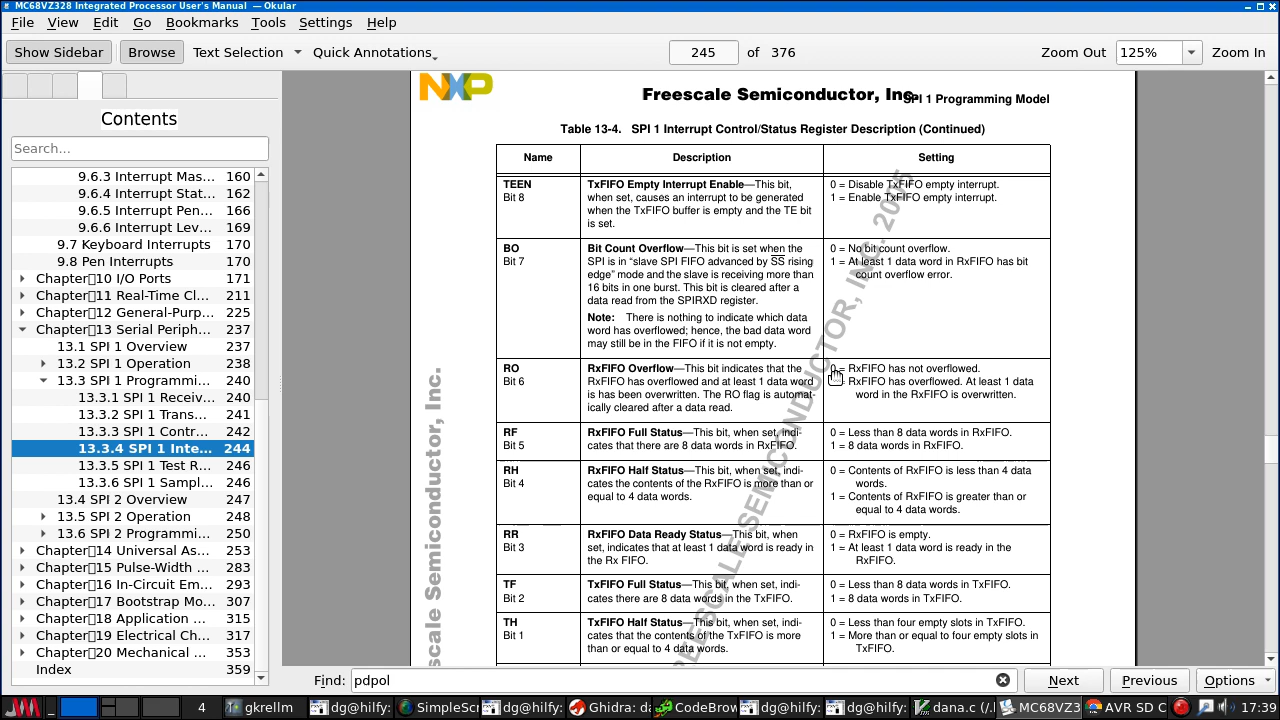 MC68VZ328 Integrated Processor User's Manual — Okular
File View Edit Go Bookmarks Tools Settings Help
Show Sidebar Browse Text Selection Quick Annotations 245 of 376 Zoom Out 125% Zoom In
Contents
Search...
9.6.3 Interrupt Mas... 160
9.6.4 Interrupt Stat... 162
9.6.5 Interrupt Pen... 166
9.6.6 Interrupt Lev... 169
9.7 Keyboard Interrupts 170
9.8 Pen Interrupts 170
Chapter 10 I/O Ports 171
Chapter 11 Real-Time Cl... 211
Chapter 12 General-Purp... 225
Chapter 13 Serial Periph... 237
13.1 SPI 1 Overview 237
13.2 SPI 1 Operation 238
13.3 SPI 1 Programmi... 240
13.3.1 SPI 1 Receiv... 240
13.3.2 SPI 1 Trans... 241
13.3.3 SPI 1 Contr... 242
13.3.4 SPI 1 Inte... 244
13.3.5 SPI 1 Test R... 246
13.3.6 SPI 1 Sampl... 246
13.4 SPI 2 Overview 247
13.5 SPI 2 Operation 248
13.6 SPI 2 Programmi... 250
Chapter 14 Universal As... 253
Chapter 15 Pulse-Width ... 283
Chapter 16 In-Circuit Em... 293
Chapter 17 Bootstrap Mo... 307
Chapter 18 Application ... 315
Chapter 19 Electrical Ch... 317
Chapter 20 Mechanical ... 353
Index 359
NXP
Freescale Semiconductor, Inc.
SPI 1 Programming Model
Table 13-4. SPI 1 Interrupt Control/Status Register Description (Continued)
Name Description Setting
TEEN
Bit 8
TxFIFO Empty Interrupt Enable—This bit,
when set, causes an interrupt to be generated
when the TxFIFO buffer is empty and the TE bit
is set.
0 = Disable TxFIFO empty interrupt.
1 = Enable TxFIFO empty interrupt.
BO
Bit 7
Bit Count Overflow—This bit is set when the
SPI is in “slave SPI FIFO advanced by SS rising
edge” mode and the slave is receiving more than
16 bits in one burst. This bit is cleared after a
data read from the SPIRXD register.
Note: There is nothing to indicate which data
word has overflowed; hence, the bad data word
may still be in the FIFO if it is not empty.
0 = No bit count overflow.
1 = At least 1 data word in RxFIFO has bit
count overflow error.
RO
Bit 6
RxFIFO Overflow—This bit indicates that the
RxFIFO has overflowed and at least 1 data word
is has been overwritten. The RO flag is automat-
ically cleared after a data read.
0 = RxFIFO has not overflowed.
= RxFIFO has overflowed. At least 1 data
word in the RxFIFO is overwritten.
RF
Bit 5
RxFIFO Full Status—This bit, when set, indi-
cates that there are 8 data words in RxFIFO.
0 = Less than 8 data words in RxFIFO.
1 = 8 data words in RxFIFO.
RH
Bit 4
RxFIFO Half Status—This bit, when set, indi-
cates the contents of the RxFIFO is more than or
equal to 4 data words.
0 = Contents of RxFIFO is less than 4 data
words.
1 = Contents of RxFIFO is greater than or
equal to 4 data words.
RR
Bit 3
RxFIFO Data Ready Status—This bit, when
set, indicates that at least 1 data word is ready in
the Rx FIFO.
0 = RxFIFO is empty.
1 = At least 1 data word is ready in the
RxFIFO.
TF
Bit 2
TxFIFO Full Status—This bit, when set, indi-
cates there are 8 data words in the TxFIFO.
0 = Less than 8 data words in TxFIFO.
1 = 8 data words in TxFIFO.
TH
Bit 1
TxFIFO Half Status—This bit, when set, indi-
cates that the contents of the TxFIFO is more
than or equal to 4 data words.
0 = Less than four empty slots in TxFIFO.
1 = More than or equal to four empty slots in
TxFIFO.
scale Semiconductor, Inc.
REESCALE SEMICONDUCTOR, INC. 2005
Find: pdpol Next Previous Options
4 gkrellm dg@hilfy: SimpleSc dg@hilfy: Ghidra: da CodeBrow dg@hilfy: dg@hilfy: dana.c (/. MC68VZ3 AVR SD C 17:39